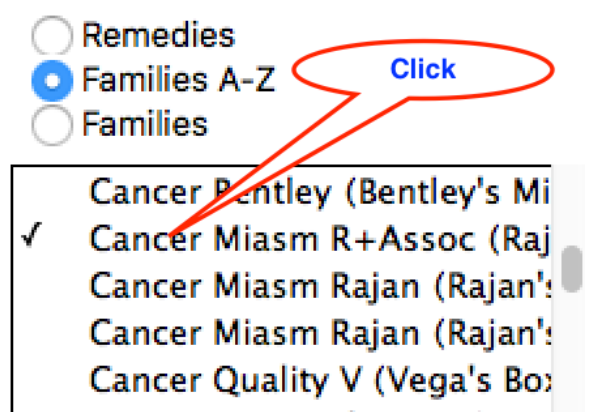 Remedies
Families A-Z
Click
Families
Cancer Bentley (Bentley's Mi
✓ Cancer Miasm R+Assoc (Raj
Cancer Miasm Rajan (Rajan's
Cancer Miasm Rajan (Rajan's
Cancer Quality V (Vega's Box